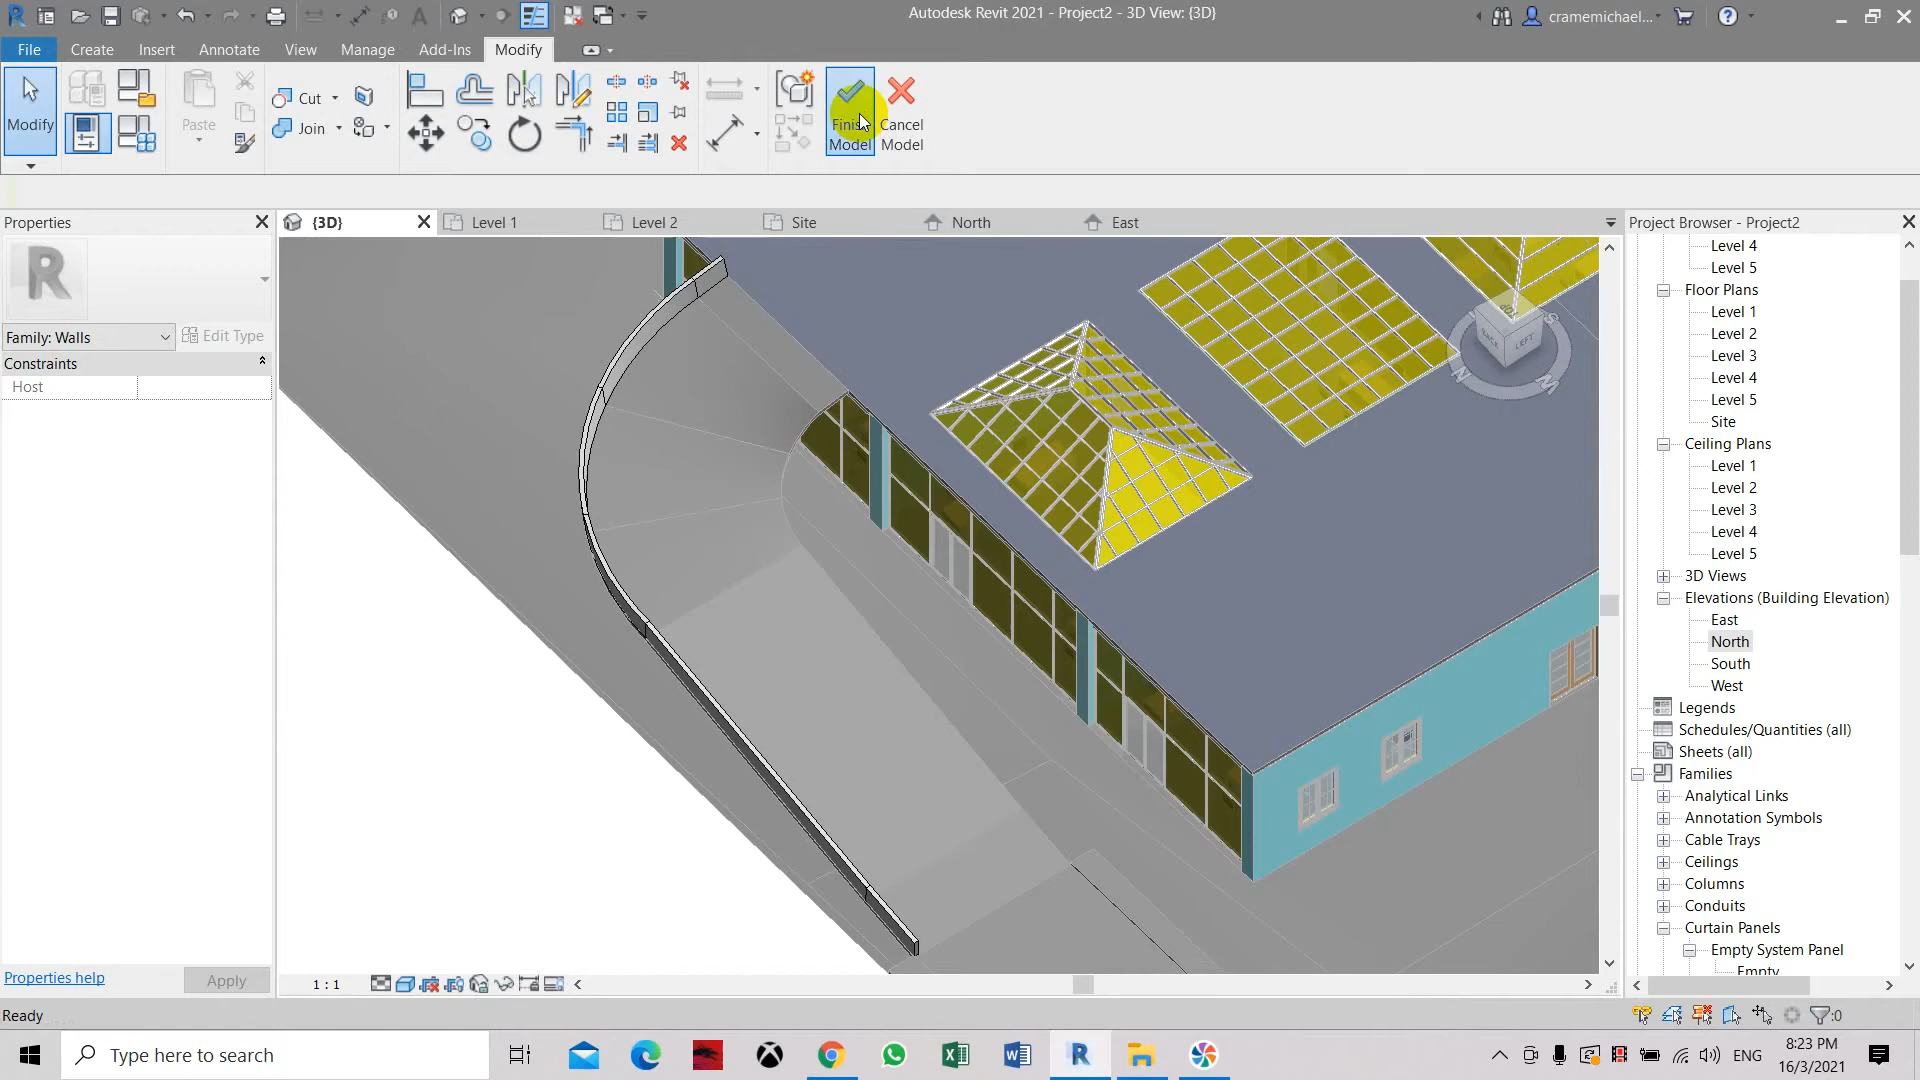 Autodesk Revit 2021 - Project2 - 3D View: {3D}
cramemichael...
File
Create
Insert
Annotate
View
Manage
Add-Ins
Modify
Modify
Paste
Cut
Join
Finish
Model
Cancel
Model
Properties
{3D}
Level 1
Level 2
Site
North
East
Project Browser - Project2
Family: Walls
Edit Type
Constraints
Host
Properties help
Apply
BACK
LEFT
N
S
Level 4
Level 5
Floor Plans
Level 1
Level 2
Level 3
Level 4
Level 5
Site
Ceiling Plans
Level 1
Level 2
Level 3
Level 4
Level 5
3D Views
Elevations (Building Elevation)
East
North
South
West
Legends
Schedules/Quantities (all)
Sheets (all)
Families
Analytical Links
Annotation Symbols
Cable Trays
Ceilings
Columns
Conduits
Curtain Panels
Empty System Panel
Empty
1 : 1
Ready
:0
Type here to search
ENG
8:23 PM
16/3/2021